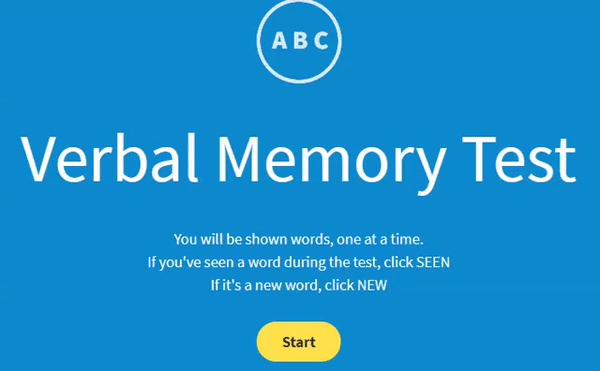 ABC
Verbal Memory Test
You will be shown words, one at a time.
If you've seen a word during the test, click SEEN
If it's a new word, click NEW
Start